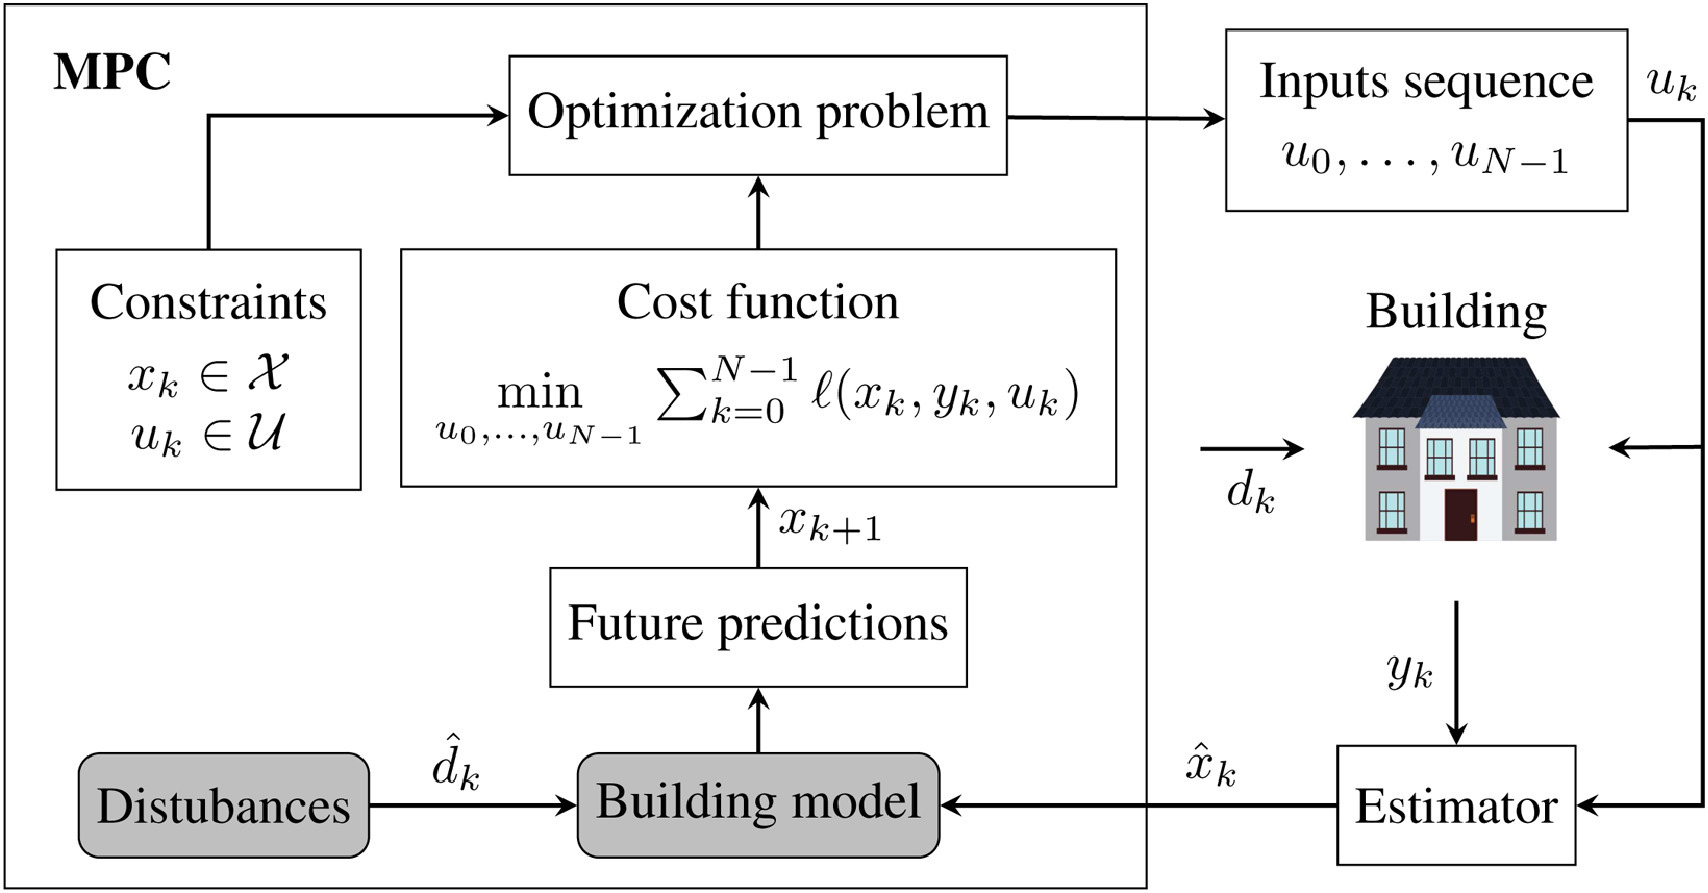 MPC
Optimization problem
Inputs sequence
u_0, ..., u_{N-1}
u_k
Constraints
x_k ∈ 𝒳
u_k ∈ 𝒰
Cost function
min_{u_0,...,u_{N-1}} ∑_{k=0}^{N-1} ℓ(x_k, y_k, u_k)
Building
d_k
x_{k+1}
Future predictions
y_k
Distubances
d̂_k
Building model
x̂_k
Estimator